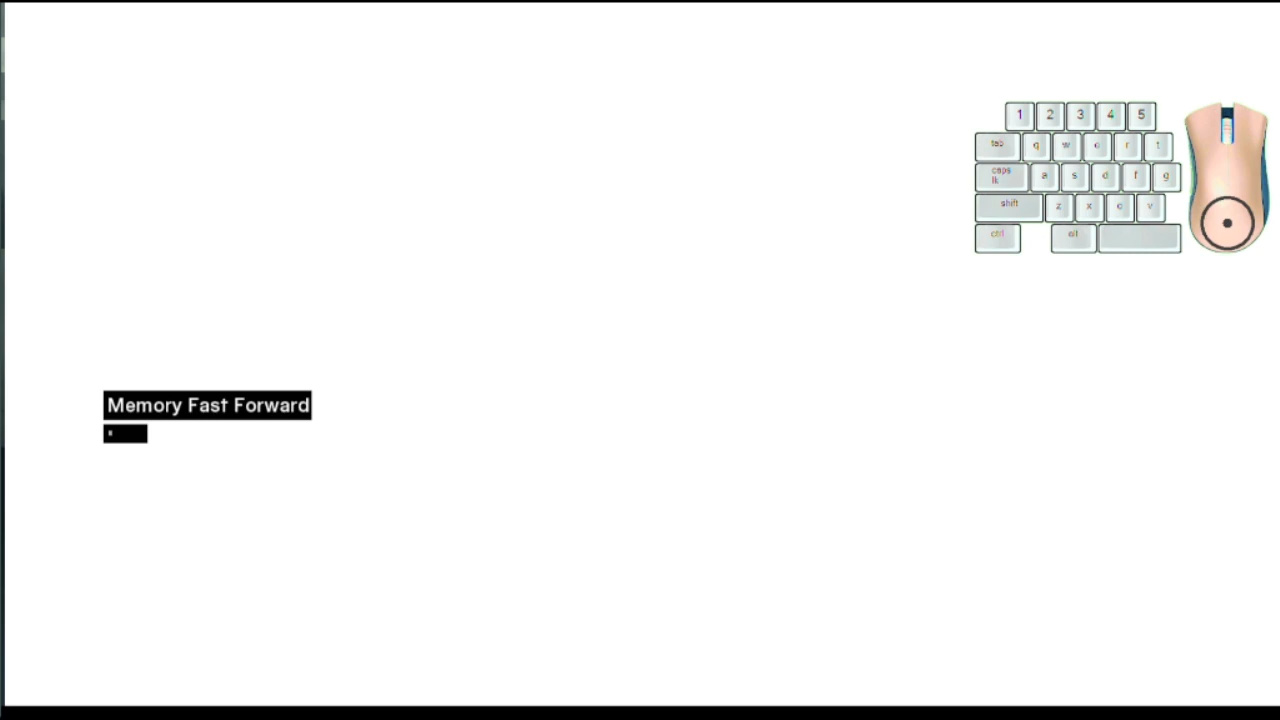 1 2 3 4 5
tab q w e r t
caps lk a s d f g
shift z x c v
ctrl alt
Memory Fast Forward